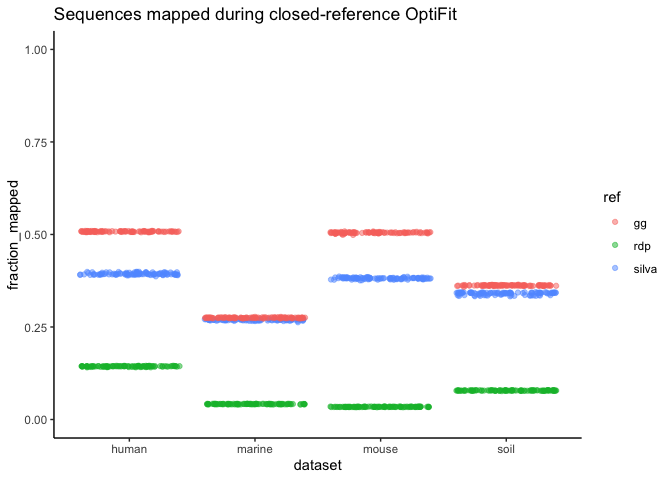 Sequences mapped during closed-reference OptiFit
1.00
0.75
0.50
0.25
0.00
fraction_mapped
human
marine
mouse
soil
dataset
ref
gg
rdp
silva